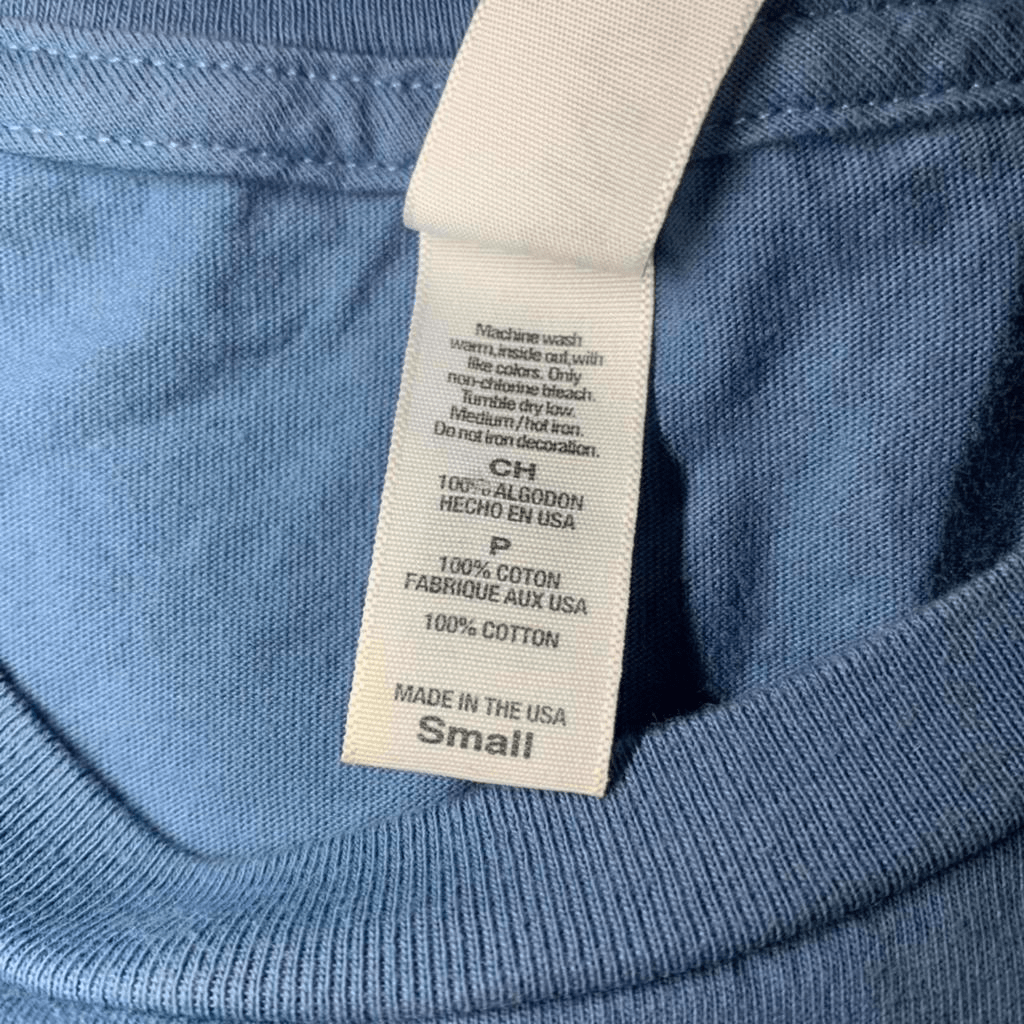 Machine wash
warm, inside out, with
like colors. Only
non-chlorine bleach.
Tumble dry low.
Medium/hot iron.
Do not iron decoration.
CH
100% ALGODON
HECHO EN USA
P
100% COTON
FABRIQUE AUX USA
100% COTTON
MADE IN THE USA
Small